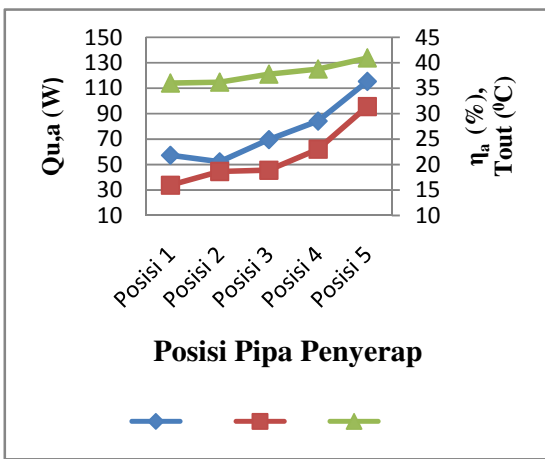 150
130
110
90
70
50
30
10
Qu,a (W)
45
40
35
30
25
20
15
10
ηa (%),
Tout (⁰C)
Posisi 1
Posisi 2
Posisi 3
Posisi 4
Posisi 5
Posisi Pipa Penyerap